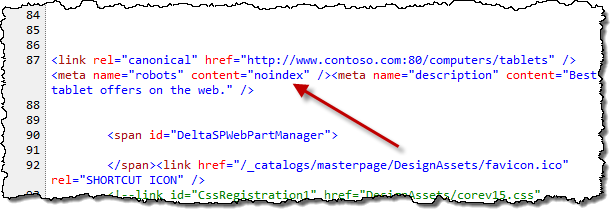 84
85
86
87 <link rel="canonical" href="http://www.contoso.com:80/computers/tablets" />
<meta name="robots" content="noindex" /><meta name="description" content="Best
tablet offers on the web." />
88
89
90 <span id="DeltaSPWebPartManager">
91
92 </span><link href="/_catalogs/masterpage/DesignAssets/favicon.ico"
rel="SHORTCUT ICON" />
<!--link id="CssRegistration1" href="DesignAssets/corev15.css"